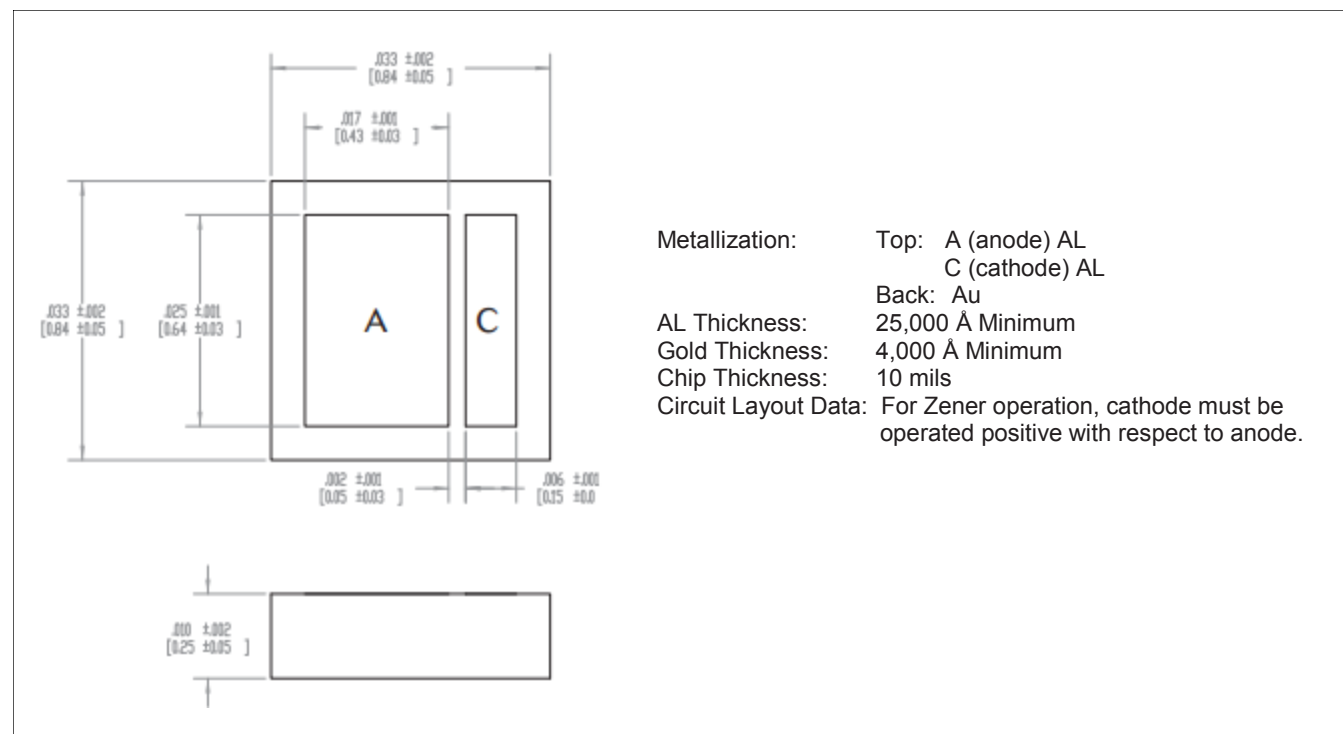 .033 ±.002
[0.84 ±0.05 ]
.017 ±.001
[0.43 ±0.03 ]
.033 ±.002
[0.84 ±0.05 ]
.025 ±.001
[0.64 ±0.03 ]
A
C
Metallization: Top: A (anode) AL
C (cathode) AL
Back: Au
AL Thickness: 25,000 Å Minimum
Gold Thickness: 4,000 Å Minimum
Chip Thickness: 10 mils
Circuit Layout Data: For Zener operation, cathode must be
operated positive with respect to anode.
.002 ±.001
[0.05 ±0.03 ]
.006 ±.001
[0.15 ±0.0
.010 ±.002
[0.25 ±0.05 ]